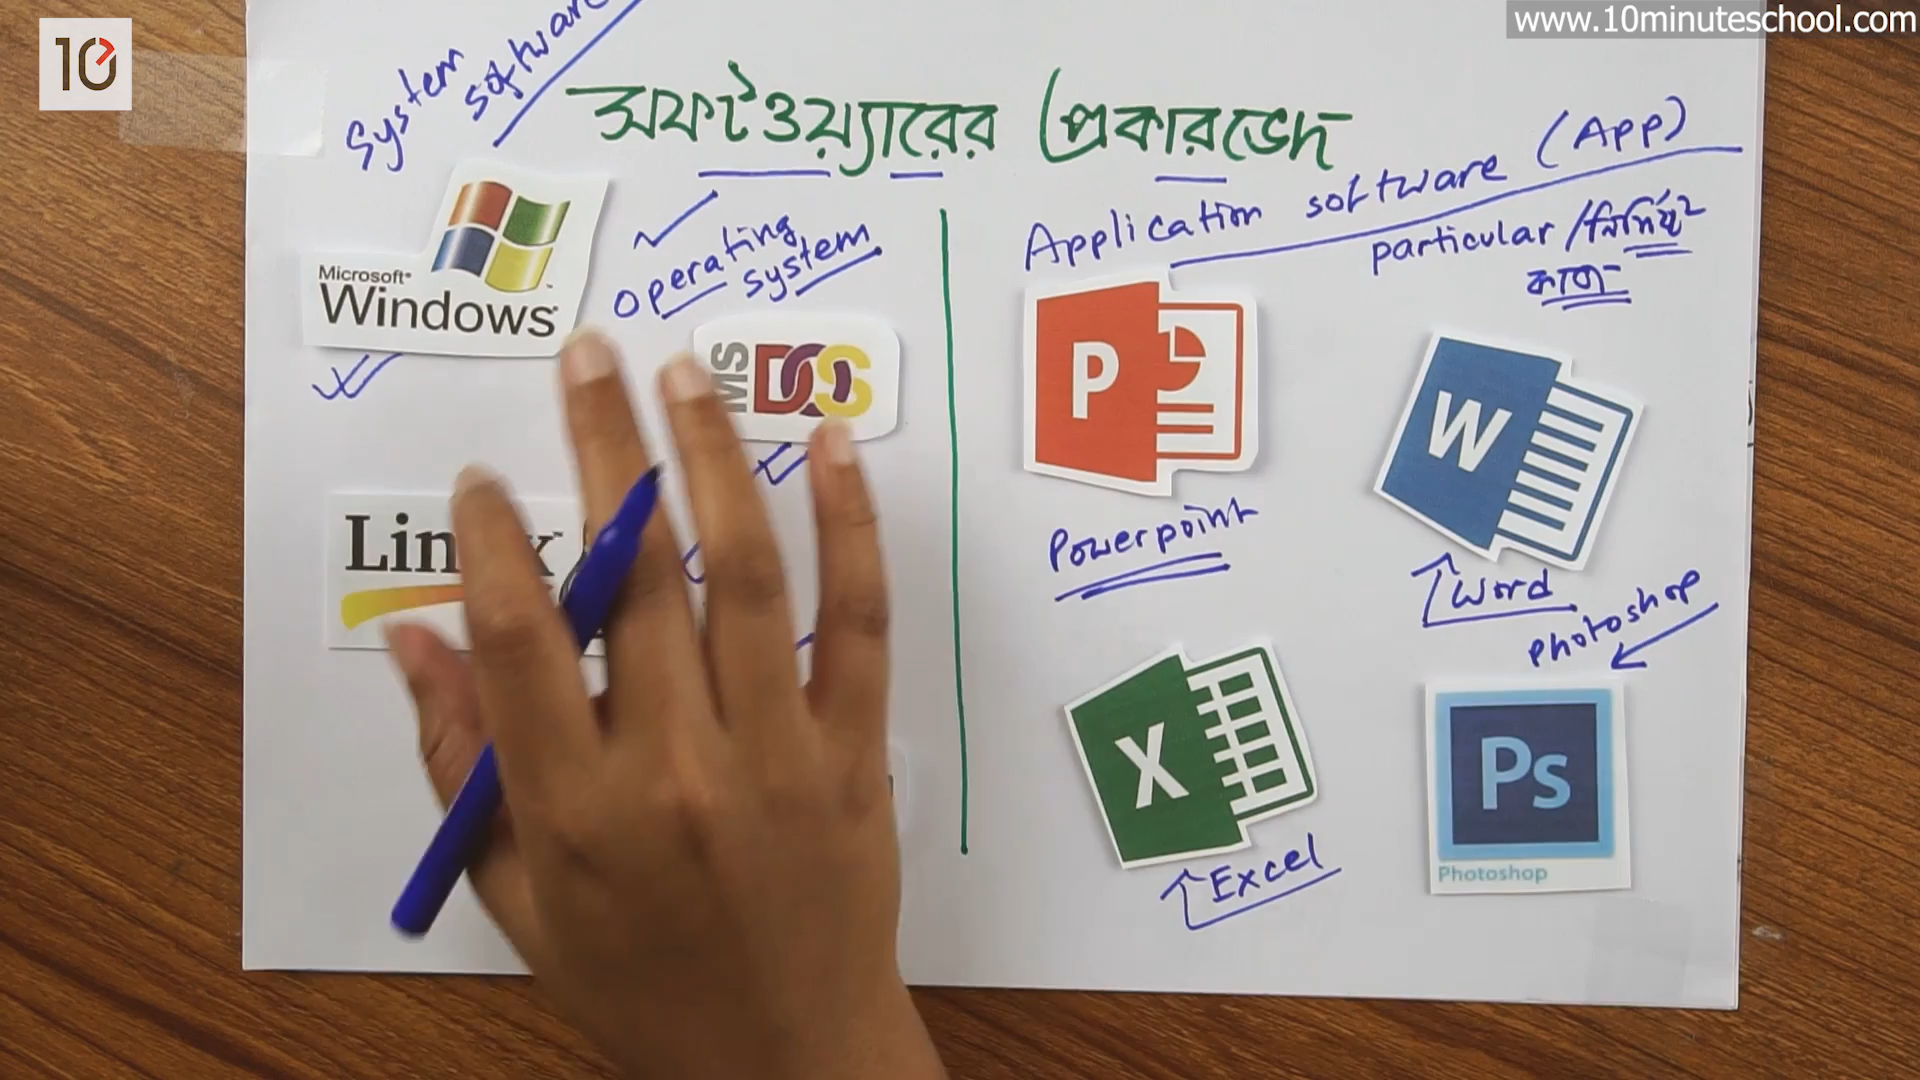 10
www.10minuteschool.com
System
software
সফটওয়্যারের প্রকারভেদ
Application software (App)
particular / নির্দিষ্ট
কাজ
Microsoft
Windows
operating
system
MS DOS
P
W
Powerpoint
Word
Photoshop
X
Excel
Ps
Photoshop